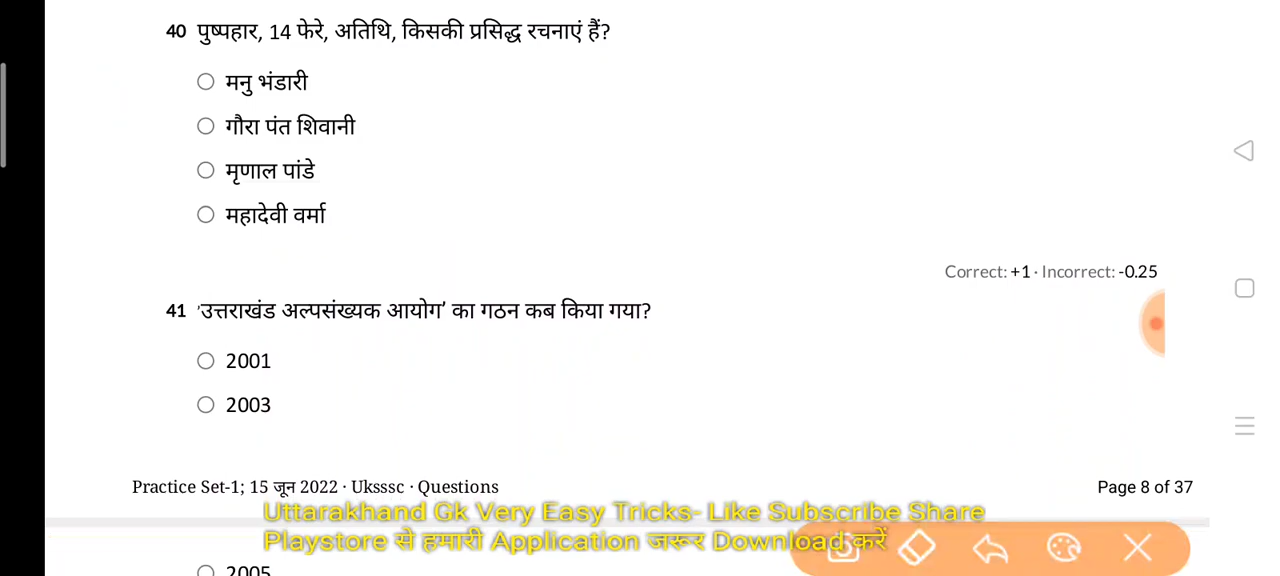 40 पुष्पहार, 14 फेरे, अतिथि, किसकी प्रसिद्ध रचनाएं हैं?
मनु भंडारी
गौरा पंत शिवानी
मृणाल पांडे
महादेवी वर्मा
Correct: +1 · Incorrect: -0.25
41 'उत्तराखंड अल्पसंख्यक आयोग' का गठन कब किया गया?
2001
2003
Practice Set-1; 15 जून 2022 · Uksssc · Questions
Page 8 of 37
Uttarakhand Gk Very Easy Tricks- Like Subscribe Share
Playstore से हमारी Application जरूर Download करें
2005